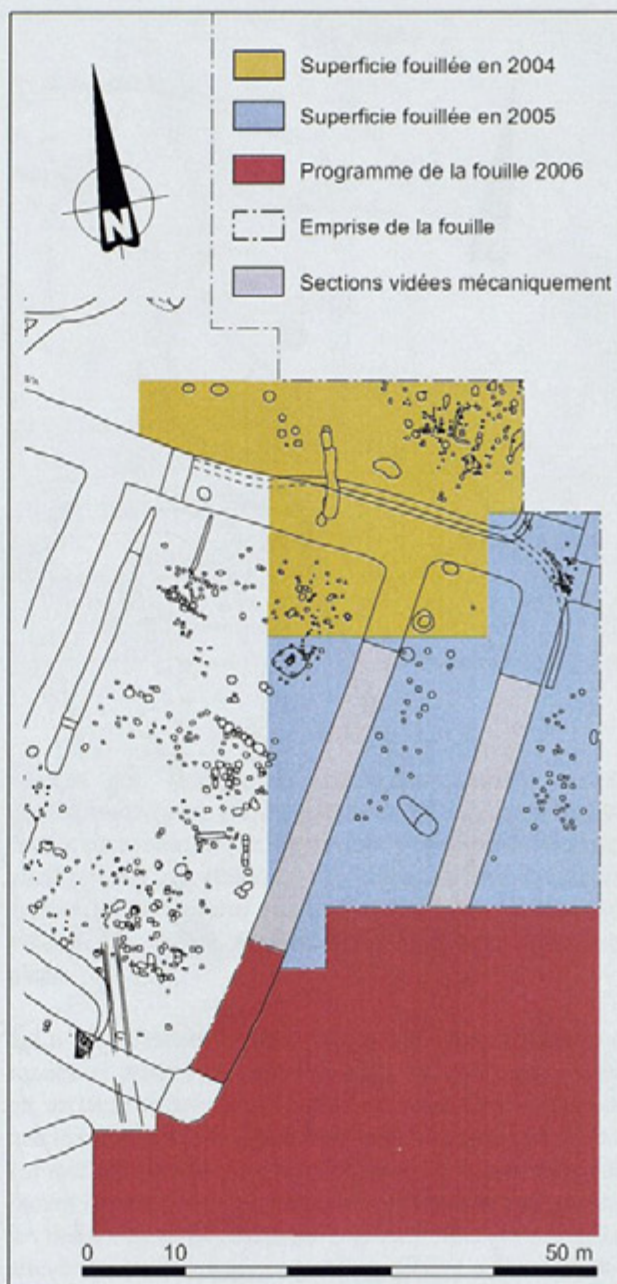 Superficie fouillée en 2004
Superficie fouillée en 2005
Programme de la fouille 2006
Emprise de la fouille
Sections vidées mécaniquement
N
0 10 50 m